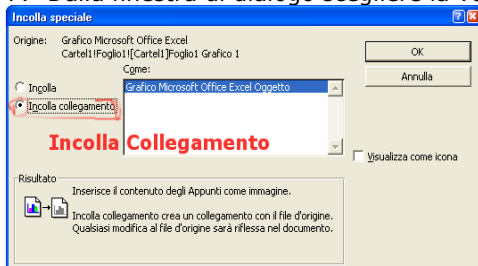 Incolla speciale
Origine: Grafico Microsoft Office Excel
Cartel1!Foglio1![Cartel1]Foglio1 Grafico 1
OK
Annulla
Come:
Incolla
Incolla collegamento
Grafico Microsoft Office Excel Oggetto
Incolla Collegamento
Visualizza come icona
Risultato
Inserisce il contenuto degli Appunti come immagine.
Incolla collegamento crea un collegamento con il file d'origine.
Qualsiasi modifica al file d'origine sarà riflessa nel documento.